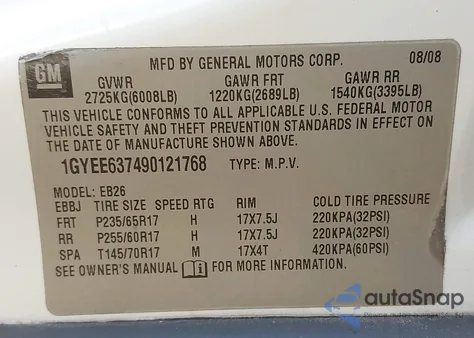 GM
MFD BY GENERAL MOTORS CORP. 08/08
GVWR GAWR FRT GAWR RR
2725KG(6008LB) 1220KG(2689LB) 1540KG(3395LB)
THIS VEHICLE CONFORMS TO ALL APPLICABLE U.S. FEDERAL MOTOR
VEHICLE SAFETY AND THEFT PREVENTION STANDARDS IN EFFECT ON
THE DATE OF MANUFACTURE SHOWN ABOVE.
1GYEE637490121768 TYPE: M.P.V.
MODEL: EB26
EBBJ TIRE SIZE SPEED RTG RIM COLD TIRE PRESSURE
FRT P235/65R17 H 17X7.5J 220KPA(32PSI)
RR P255/60R17 H 17X7.5J 220KPA(32PSI)
SPA T145/70R17 M 17X4T 420KPA(60PSI)
SEE OWNER'S MANUAL i FOR MORE INFORMATION.
autoSnap